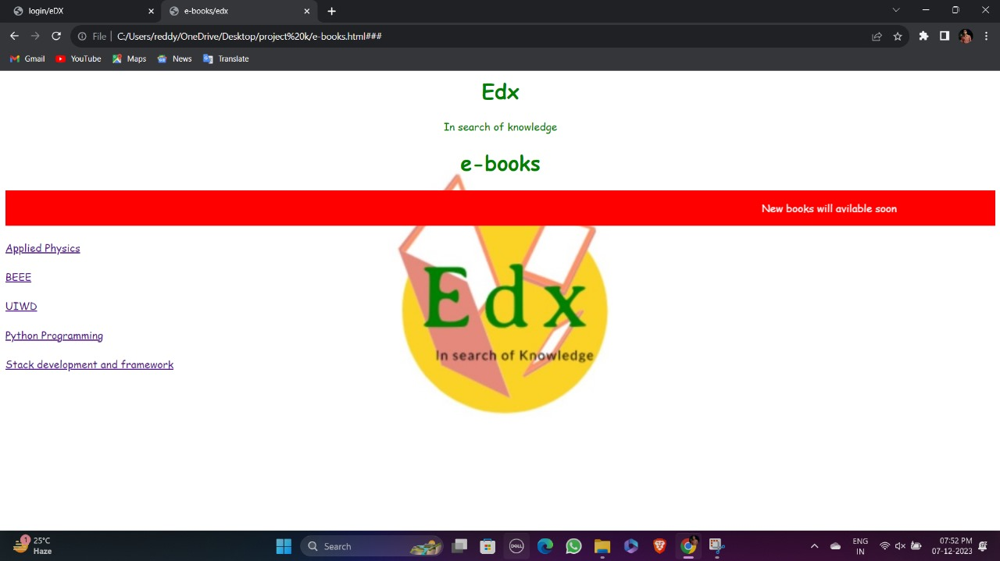 login/eDX
e-books/edx
File
C:/Users/reddy/OneDrive/Desktop/project%20k/e-books.html###
Gmail YouTube Maps News Translate
Edx
In search of knowledge
e-books
New books will avilable soon
Applied Physics
BEEE
UIWD
Python Programming
Stack development and framework
Edx
In search of Knowledge
1
25°C
Haze
Search
DELL
ENG
IN
07:52 PM
07-12-2023